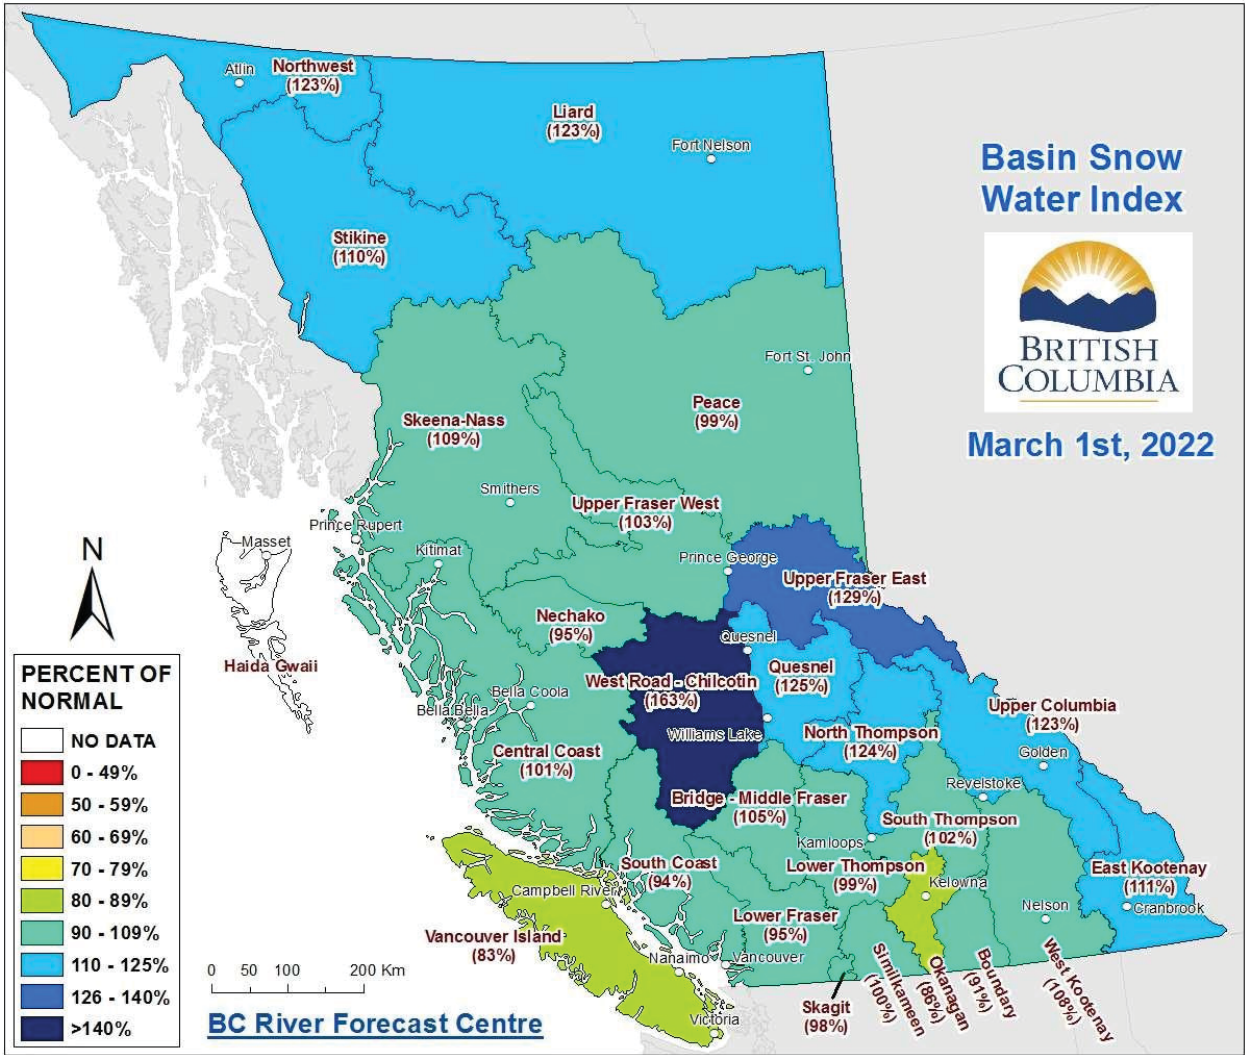 Basin Snow
Water Index
BRITISH
COLUMBIA
March 1st, 2022
Atlin
Northwest
(123%)
Liard
(123%)
Fort Nelson
Stikine
(110%)
Fort St. John
Peace
(99%)
Skeena-Nass
(109%)
Smithers
Upper Fraser West
(103%)
Prince Rupert
Masset
Kitimat
Prince George
Upper Fraser East
(129%)
Nechako
(95%)
Quesnel
Haida Gwaii
Quesnel
(125%)
West Road - Chilcotin
(163%)
Bella Coola
Bella Bella
Williams Lake
Upper Columbia
(123%)
North Thompson
(124%)
Golden
Central Coast
(101%)
Revelstoke
Bridge - Middle Fraser
(105%)
South Thompson
(102%)
Kamloops
South Coast
(94%)
Lower Thompson
(99%)
East Kootenay
(111%)
Campbell River
Kelowna
Nelson
Cranbrook
Lower Fraser
(95%)
Vancouver Island
(83%)
Nanaimo
Vancouver
Victoria
Skagit
(98%)
Similkameen
(100%)
Okanagan
(86%)
Boundary
(91%)
West Kootenay
(108%)
N
PERCENT OF
NORMAL
NO DATA
0 - 49%
50 - 59%
60 - 69%
70 - 79%
80 - 89%
90 - 109%
110 - 125%
126 - 140%
>140%
0 50 100 200 Km
BC River Forecast Centre